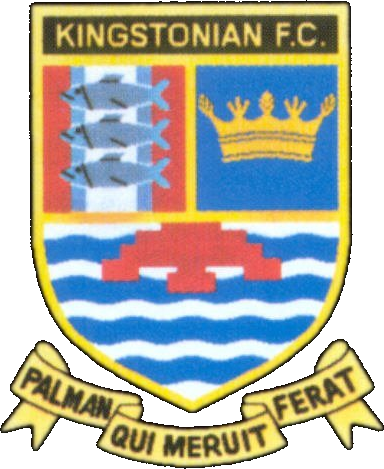 KINGSTONIAN F.C.
PALMAN QUI MERUIT FERAT